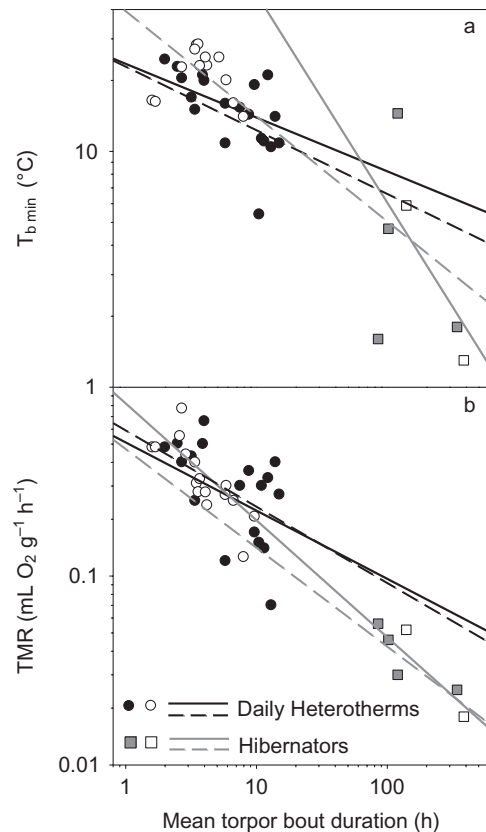 a
10
1
T_b min (°C)
b
0.1
0.01
TMR (mL O₂ g⁻¹ h⁻¹)
Daily Heterotherms
Hibernators
1 10 100
Mean torpor bout duration (h)